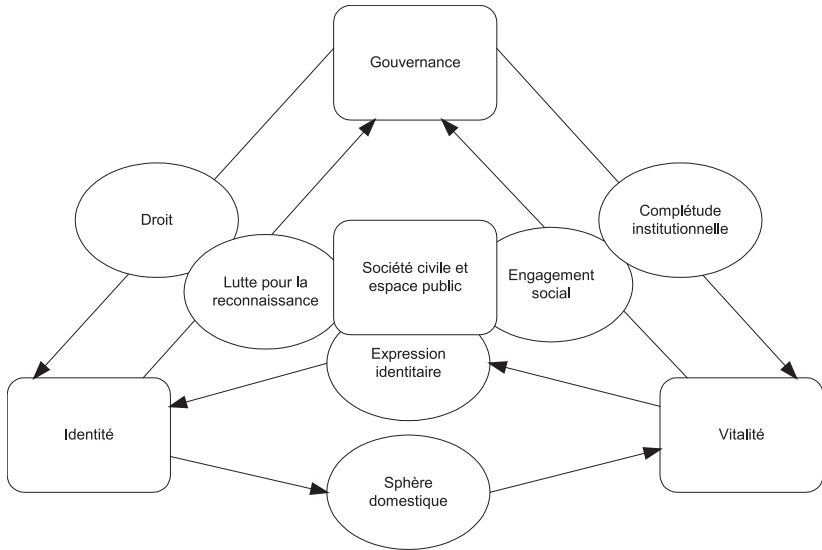 Gouvernance
Droit
Complétude
institutionnelle
Lutte pour la
reconnaissance
Société civile et
espace public
Engagement
social
Expression
identitaire
Identité
Vitalité
Sphère
domestique